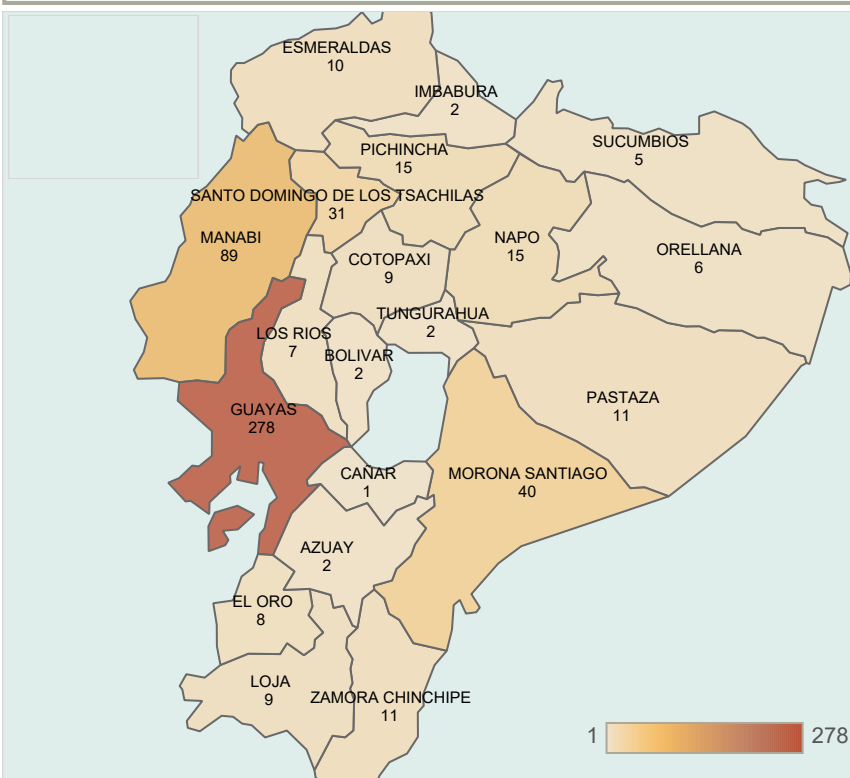 ESMERALDAS
10
IMBABURA
2
SUCUMBIOS
5
PICHINCHA
15
SANTO DOMINGO DE LOS TSACHILAS
31
MANABI
89
NAPO
15
ORELLANA
6
COTOPAXI
9
TUNGURAHUA
2
LOS RIOS
7
BOLIVAR
2
PASTAZA
11
GUAYAS
278
CAÑAR
1
MORONA SANTIAGO
40
AZUAY
2
EL ORO
8
LOJA
9
ZAMORA CHINCHIPE
11
1 278